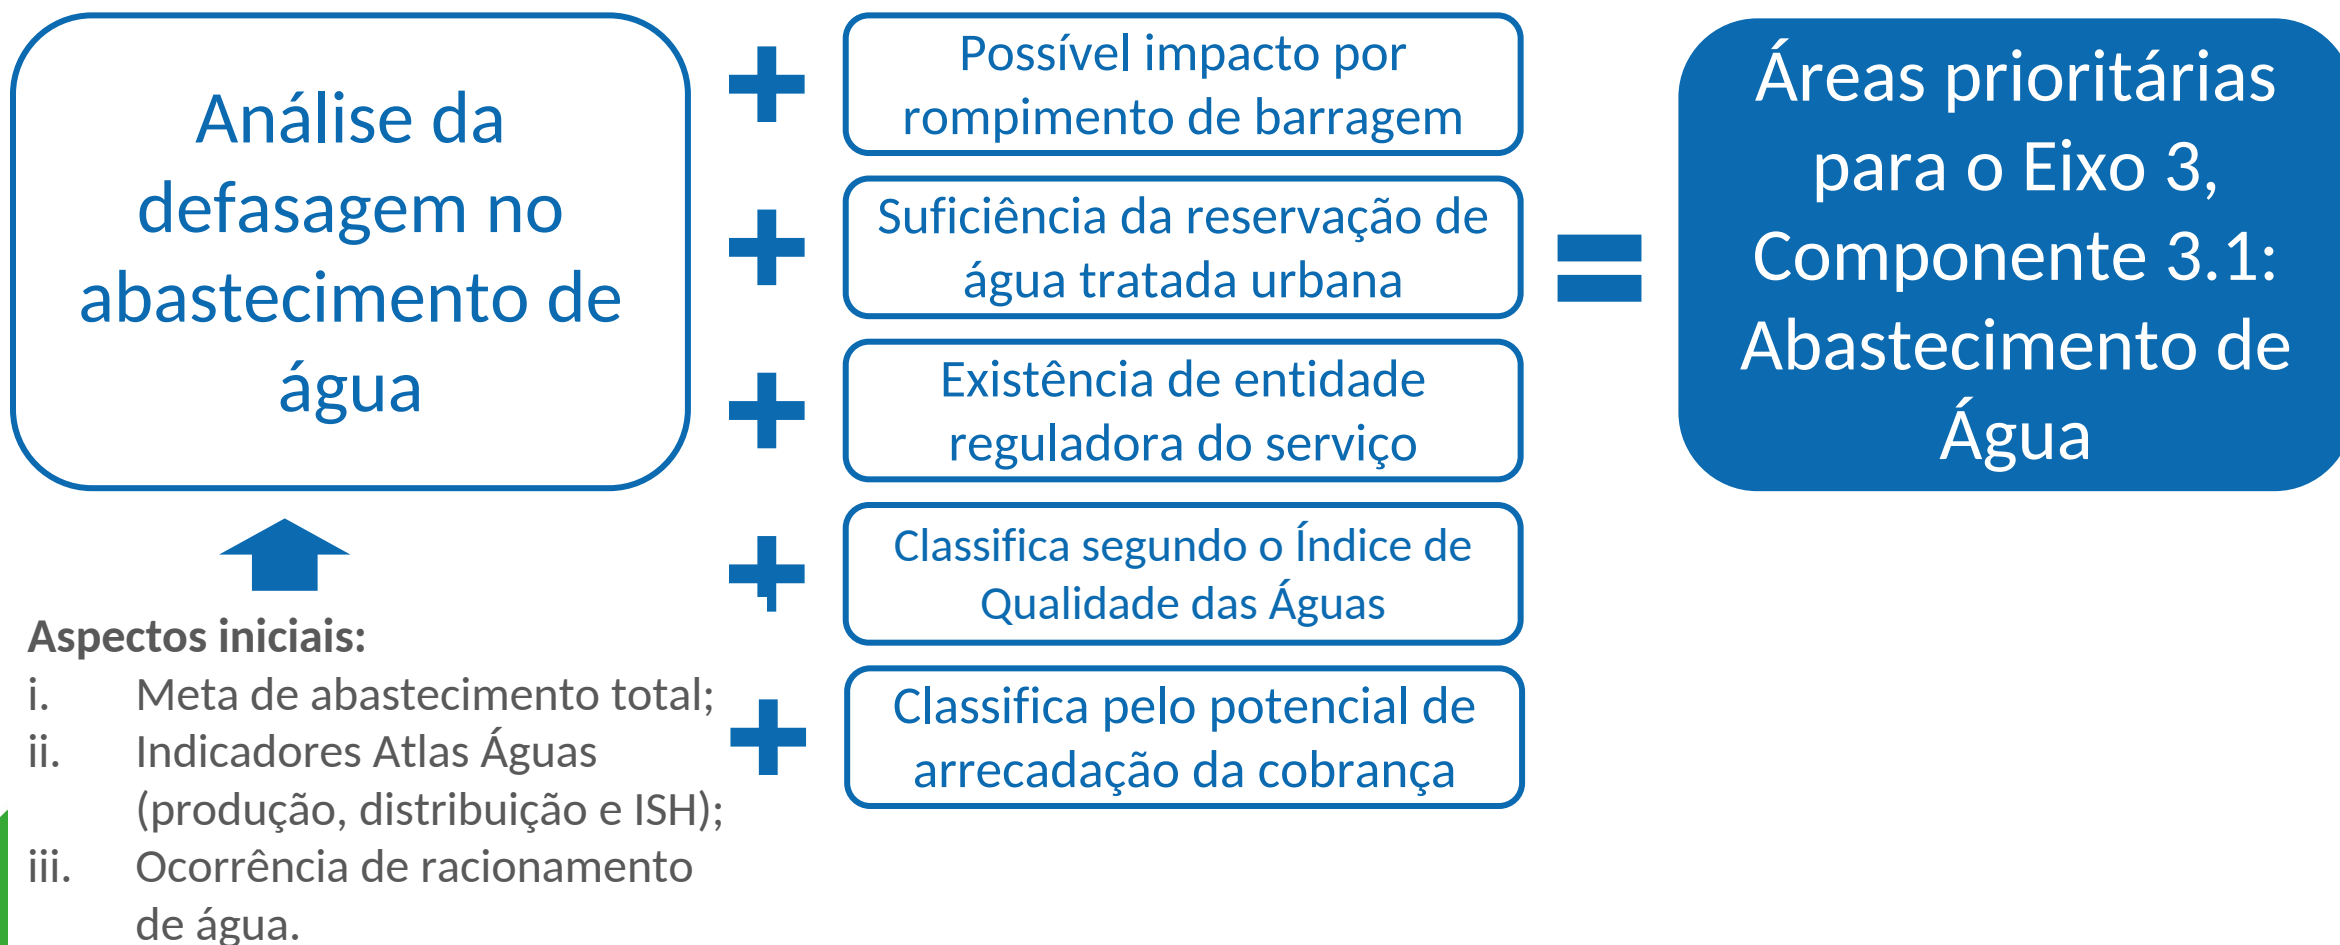 Análise da
defasagem no
abastecimento de
água
Aspectos iniciais:
i. Meta de abastecimento total;
ii. Indicadores Atlas Águas
(produção, distribuição e ISH);
iii. Ocorrência de racionamento
de água.
Possível impacto por
rompimento de barragem
Suficiência da reservação de
água tratada urbana
Existência de entidade
reguladora do serviço
Classifica segundo o Índice de
Qualidade das Águas
Classifica pelo potencial de
arrecadação da cobrança
Áreas prioritárias
para o Eixo 3,
Componente 3.1:
Abastecimento de
Água